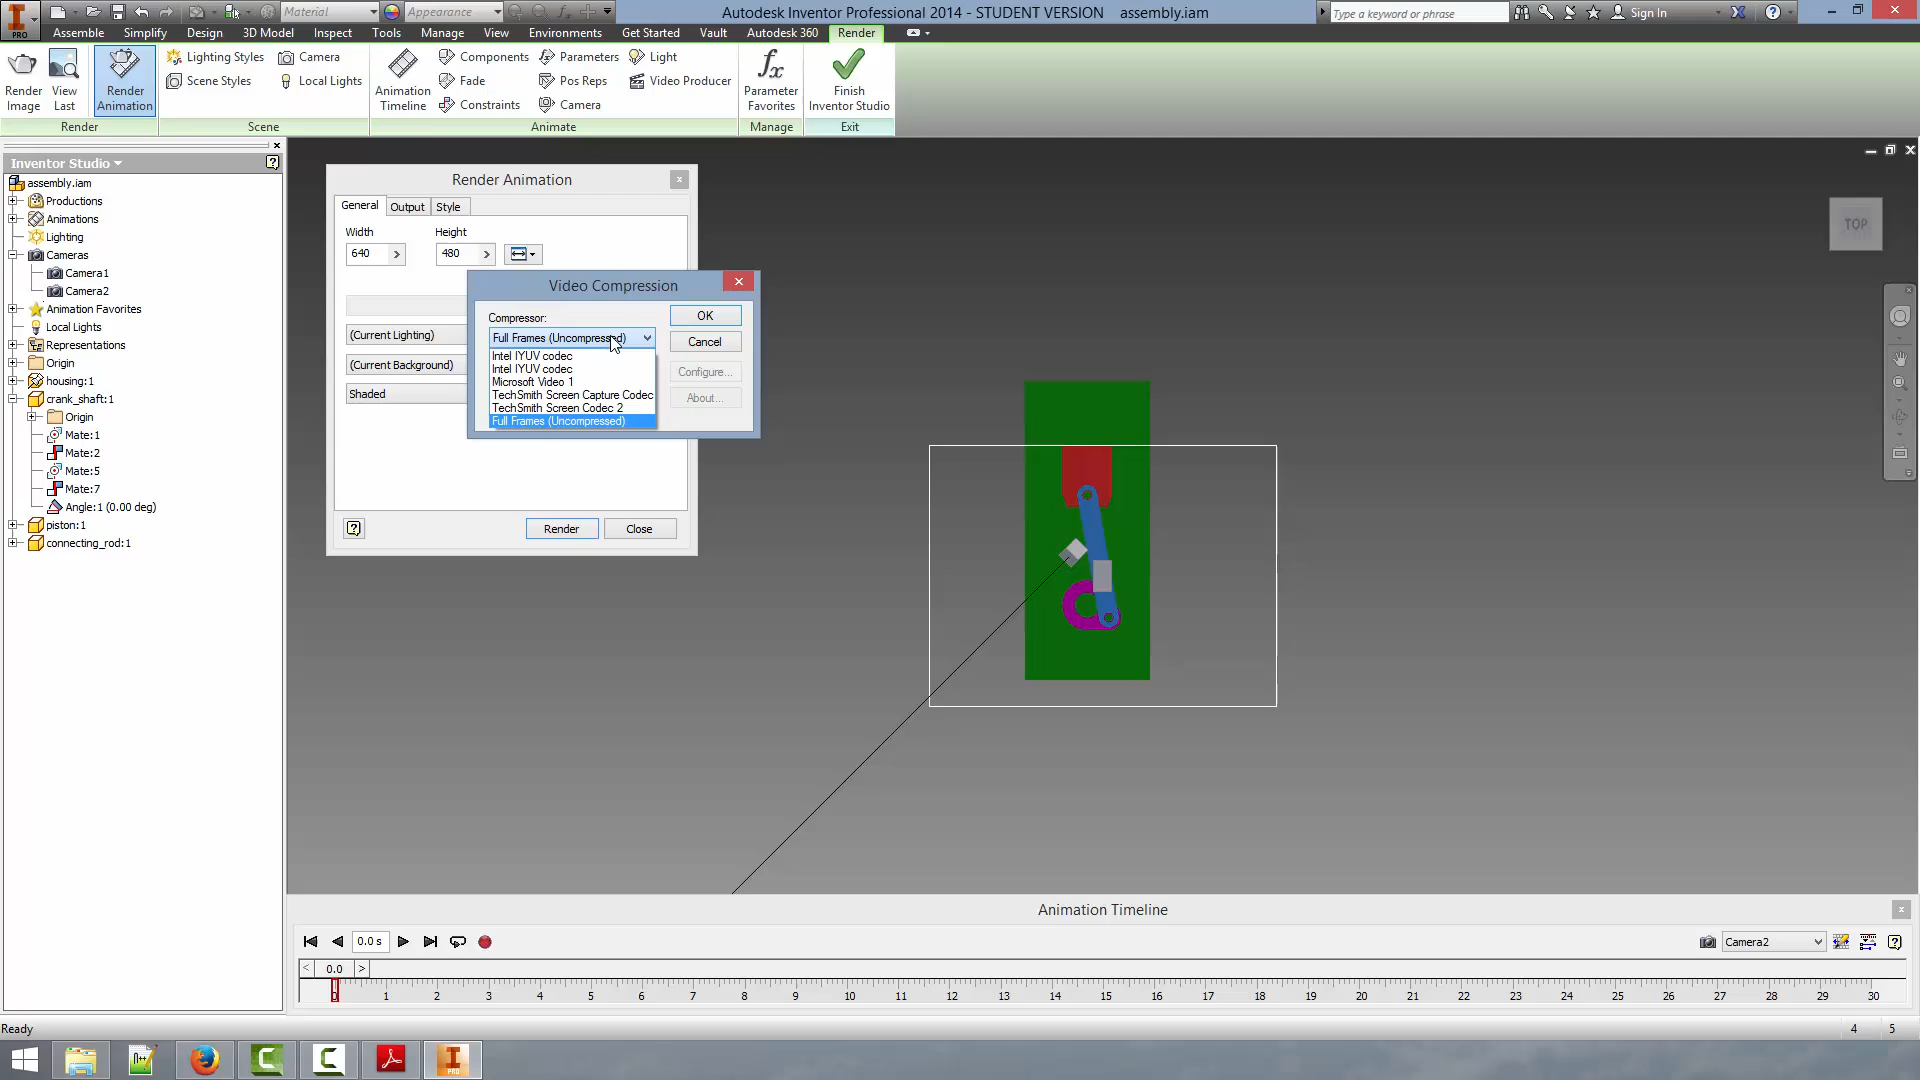 Material
Appearance
Autodesk Inventor Professional 2014 - STUDENT VERSION assembly.iam
Type a keyword or phrase
Sign In
PRO
Assemble Simplify Design 3D Model Inspect Tools Manage View Environments Get Started Vault Autodesk 360 Render
Render Image
View Last
Render Animation
Lighting Styles
Scene Styles
Camera
Local Lights
Animation Timeline
Components
Fade
Constraints
Parameters
Pos Reps
Camera
Light
Video Producer
Parameter Favorites
Finish Inventor Studio
Render Scene Animate Manage Exit
Inventor Studio
assembly.iam
Productions
Animations
Lighting
Cameras
Camera1
Camera2
Animation Favorites
Local Lights
Representations
Origin
housing:1
crank_shaft:1
Origin
Mate:1
Mate:2
Mate:5
Mate:7
Angle:1 (0.00 deg)
piston:1
connecting_rod:1
Render Animation
General Output Style
Width Height
640 480
(Current Lighting)
(Current Background)
Shaded
Render Close
Video Compression
Compressor:
Full Frames (Uncompressed)
Intel IYUV codec
Intel IYUV codec
Microsoft Video 1
TechSmith Screen Capture Codec
TechSmith Screen Codec 2
Full Frames (Uncompressed)
OK
Cancel
Configure...
About...
TOP
Animation Timeline
0.0 s
Camera2
< 0.0 >
0 1 2 3 4 5 6 7 8 9 10 11 12 13 14 15 16 17 18 19 20 21 22 23 24 25 26 27 28 29 30
Ready
4 5
PRO